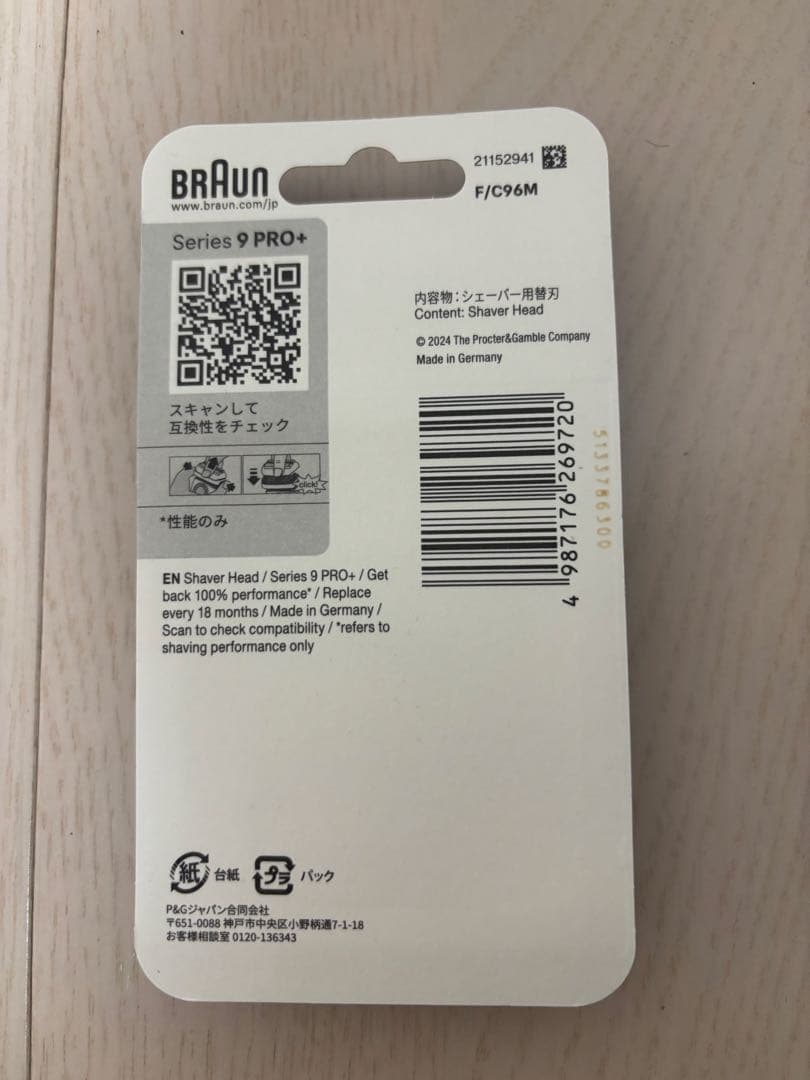 BRAUN
www.braun.com/jp
21152941
F/C96M
Series 9 PRO+
スキャンして
互換性をチェック
click!
*性能のみ
内容物：シェーバー用替刃
Content: Shaver Head
© 2024 The Procter&Gamble Company
Made in Germany
4 987176 269720
5133786300
EN Shaver Head / Series 9 PRO+ / Get
back 100% performance* / Replace
every 18 months / Made in Germany /
Scan to check compatibility / *refers to
shaving performance only
紙 台紙 プラ パック
P&Gジャパン合同会社
〒651-0088 神戸市中央区小野柄通7-1-18
お客様相談室 0120-136343